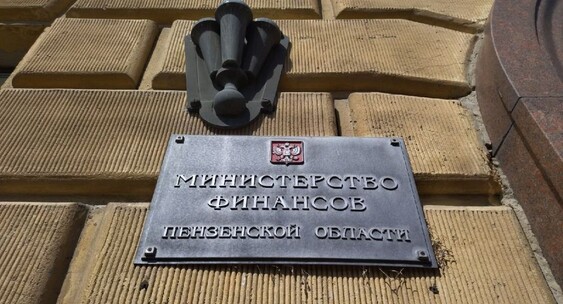 МИНИСТЕРСТВО
ФИНАНСОВ
ПЕНЗЕНСКОЙ ОБЛАСТИ